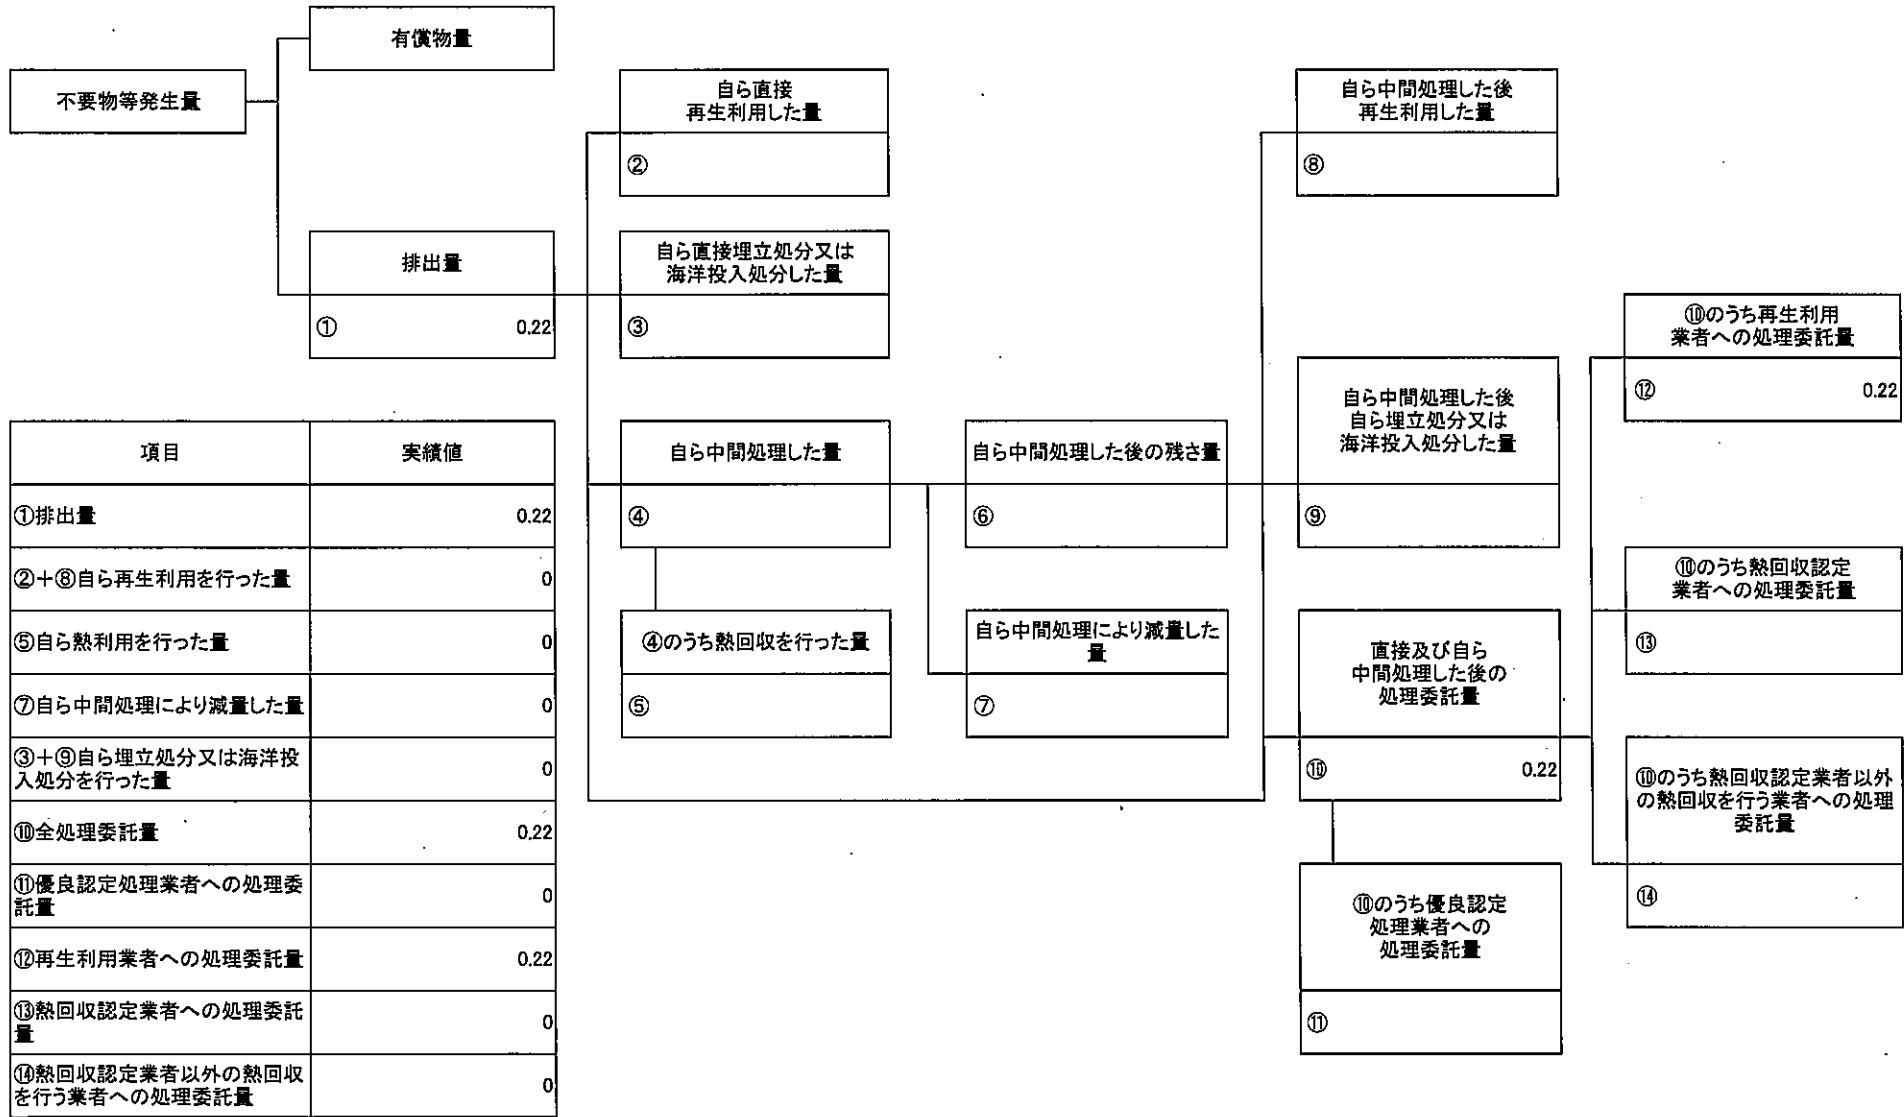 有償物量
不要物等発生量
自ら直接
再生利用した量
②
自ら中間処理した後
再生利用した量
⑧
排出量
① 0.22
自ら直接埋立処分又は
海洋投入処分した量
③
⑩のうち再生利用
業者への処理委託量
⑫ 0.22
自ら中間処理した後
自ら埋立処分又は
海洋投入処分した量
⑨
自ら中間処理した量
④
自ら中間処理した後の残さ量
⑥
④のうち熱回収を行った量
⑤
自ら中間処理により減量した
量
⑦
直接及び自ら
中間処理した後の
処理委託量
⑩ 0.22
⑩のうち熱回収認定
業者への処理委託量
⑬
⑩のうち熱回収認定業者以外
の熱回収を行う業者への処理
委託量
⑭
⑩のうち優良認定
処理業者への
処理委託量
⑪
項目 実績値
①排出量 0.22
②+⑧自ら再生利用を行った量 0
⑤自ら熱利用を行った量 0
⑦自ら中間処理により減量した量 0
③+⑨自ら埋立処分又は海洋投
入処分を行った量 0
⑩全処理委託量 0.22
⑪優良認定処理業者への処理委
託量 0
⑫再生利用業者への処理委託量 0.22
⑬熱回収認定業者への処理委託
量 0
⑭熱回収認定業者以外の熱回収
を行う業者への処理委託量 0